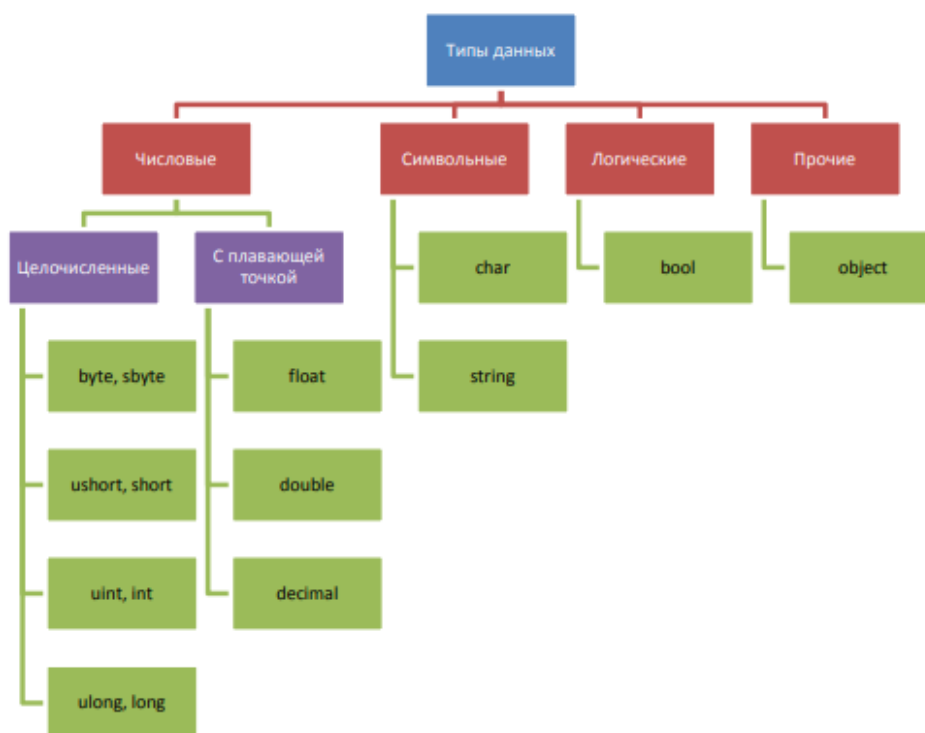 Типы данных
Числовые
Символьные
Логические
Прочие
Целочисленные
С плавающей
точкой
char
bool
object
byte, sbyte
float
string
ushort, short
double
uint, int
decimal
ulong, long